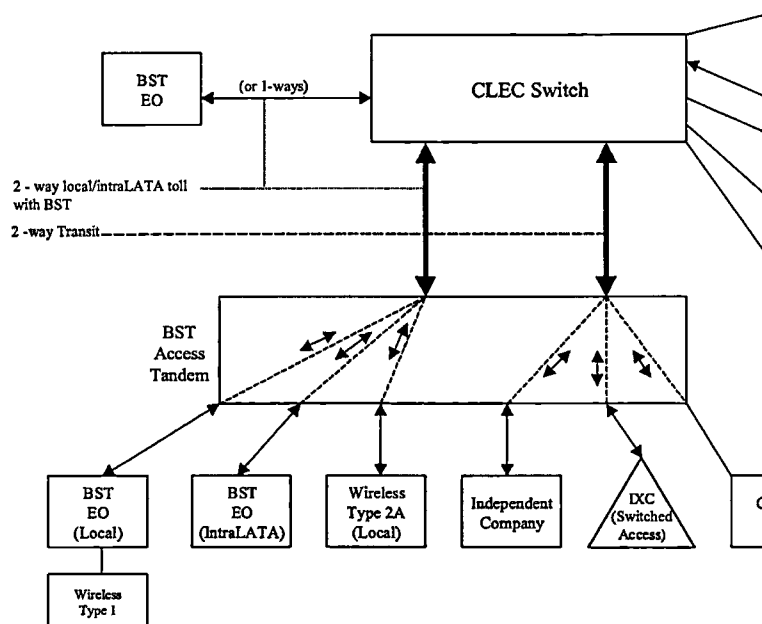 BST
EO
(or 1-ways)
CLEC Switch
2 - way local/intraLATA toll
with BST
2 -way Transit
BST
Access
Tandem
BST
EO
(Local)
BST
EO
(IntraLATA)
Wireless
Type 2A
(Local)
Independent
Company
IXC
(Switched
Access)
C
Wireless
Type 1